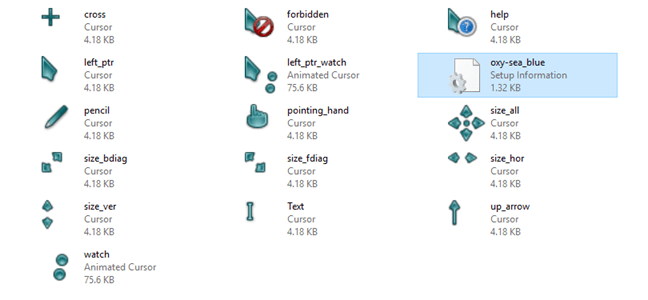 cross
Cursor
4.18 KB
forbidden
Cursor
4.18 KB
help
Cursor
4.18 KB
left_ptr
Cursor
4.18 KB
left_ptr_watch
Animated Cursor
75.6 KB
oxy-sea_blue
Setup Information
1.32 KB
pencil
Cursor
4.18 KB
pointing_hand
Cursor
4.18 KB
size_all
Cursor
4.18 KB
size_bdiag
Cursor
4.18 KB
size_fdiag
Cursor
4.18 KB
size_hor
Cursor
4.18 KB
size_ver
Cursor
4.18 KB
Text
Cursor
4.18 KB
up_arrow
Cursor
4.18 KB
watch
Animated Cursor
75.6 KB